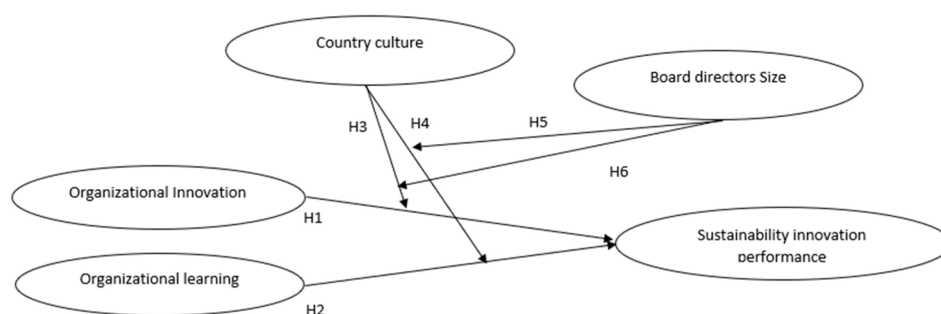 Country culture
Board directors Size
H3
H4
H5
H6
Organizational Innovation
H1
Sustainability innovation
performance
Organizational learning
H2